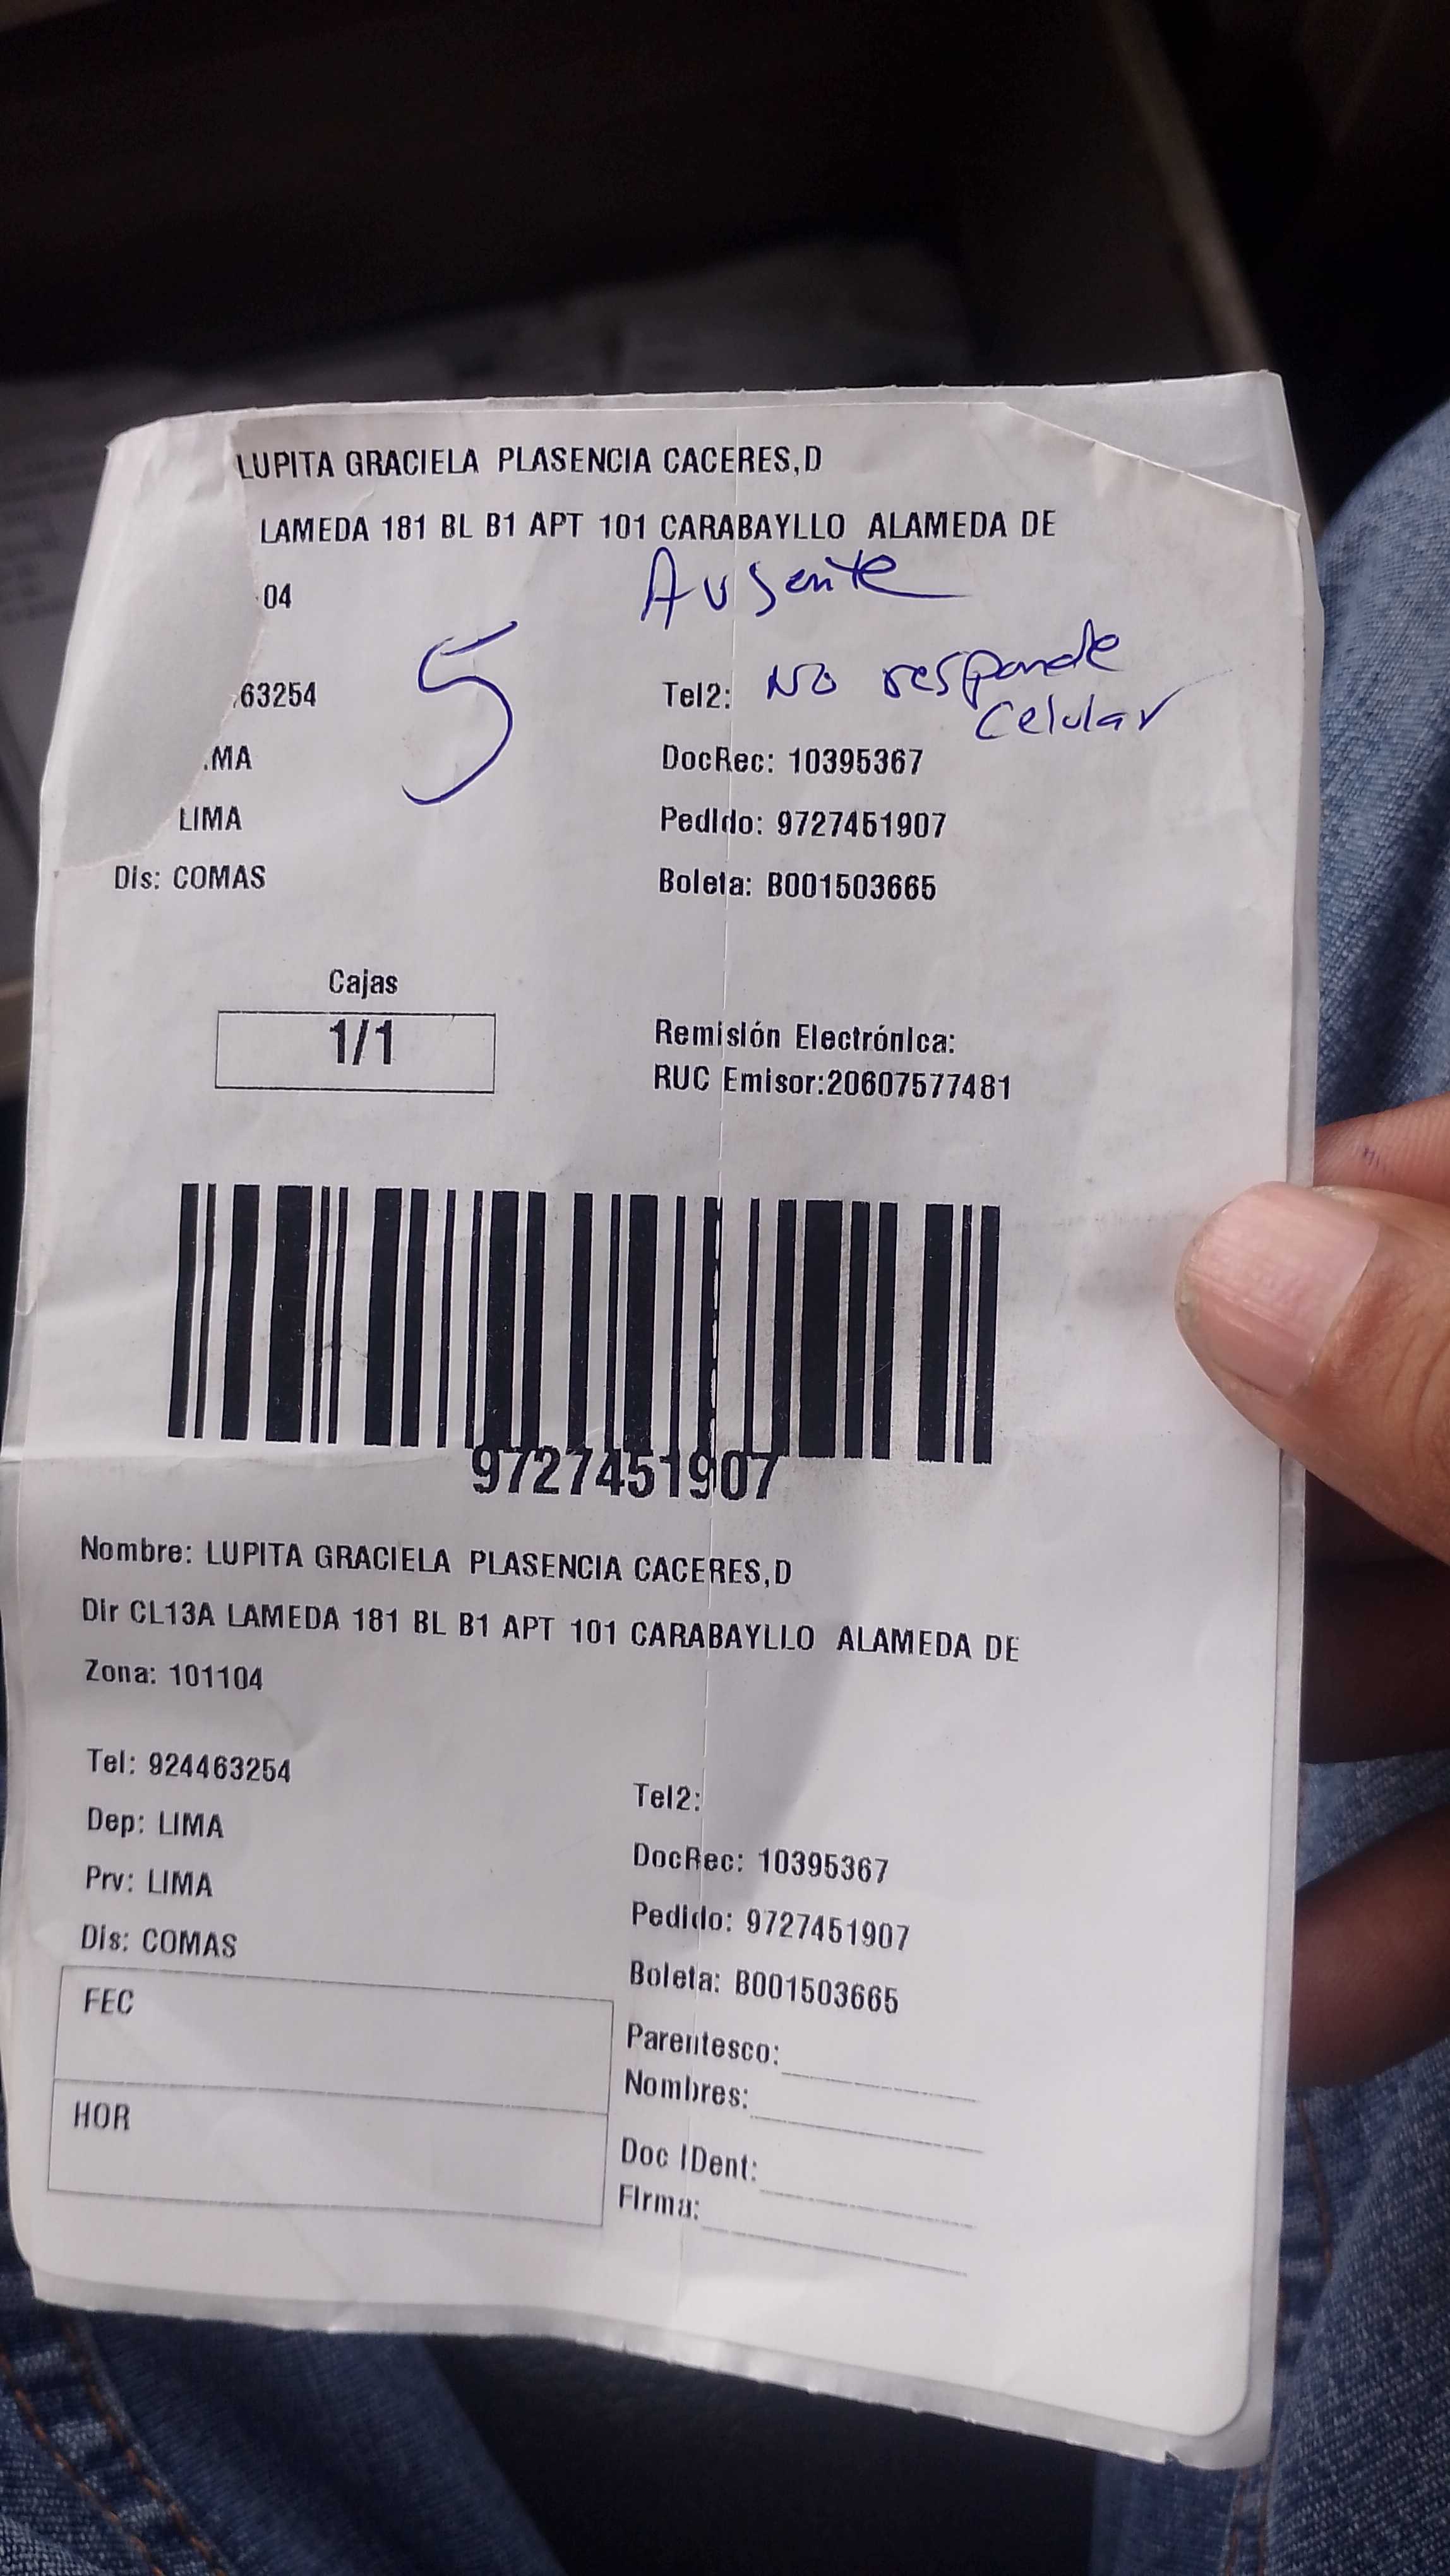 LUPITA GRACIELA PLASENCIA CACERES,D
LAMEDA 181 BL B1 APT 101 CARABAYLLO ALAMEDA DE
04
Ausente
5
63254
Tel2: NO responde
celular
.MA
DocRec: 10395367
LIMA
Pedido: 9727451907
Dis: COMAS
Boleta: B001503665
Cajas
1/1
Remisión Electrónica:
RUC Emisor:20607577481
9727451907
Nombre: LUPITA GRACIELA PLASENCIA CACERES,D
Dir CL13A LAMEDA 181 BL B1 APT 101 CARABAYLLO ALAMEDA DE
Zona: 101104
Tel: 924463254
Tel2:
Dep: LIMA
DocRec: 10395367
Prv: LIMA
Pedido: 9727451907
Dis: COMAS
Boleta: B001503665
FEC
Parentesco:
Nombres:
HOR
Doc IDent:
Firma: